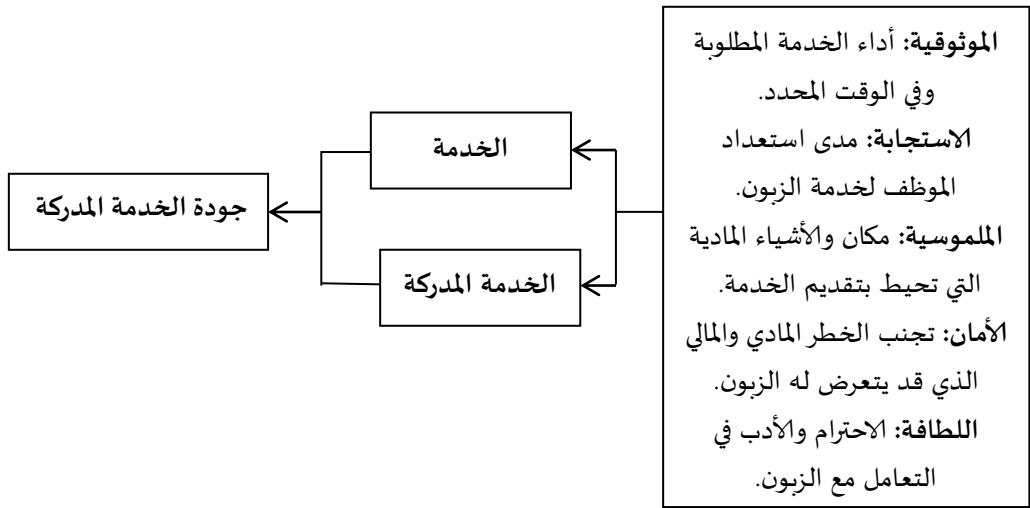 الموثوقية: أداء الخدمة المطلوبة
وفي الوقت المحدد.
الاستجابة: مدى استعداد
الموظف لخدمة الزبون.
الملموسية: مكان والأشياء المادية
التي تحيط بتقديم الخدمة.
الأمان: تجنب الخطر المادي والمالي
الذي قد يتعرض له الزبون.
اللطافة: الاحترام والأدب في
التعامل مع الزبون.
الخدمة
الخدمة المدركة
جودة الخدمة المدركة